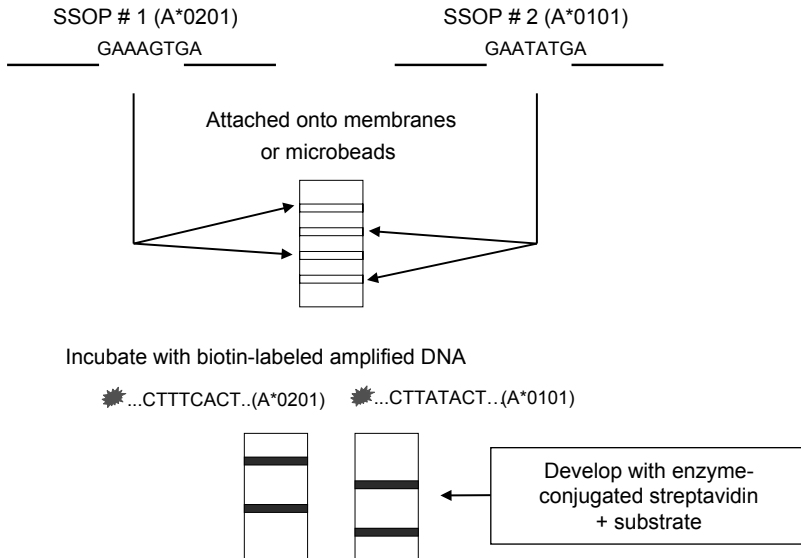 SSOP # 1 (A*0201)
SSOP # 2 (A*0101)
GAAAGTGA
GAATATGA
Attached onto membranes
or microbeads
Incubate with biotin-labeled amplified DNA
...CTTTCACT..(A*0201)
...CTTATACT...(A*0101)
Develop with enzyme-
conjugated streptavidin
+ substrate